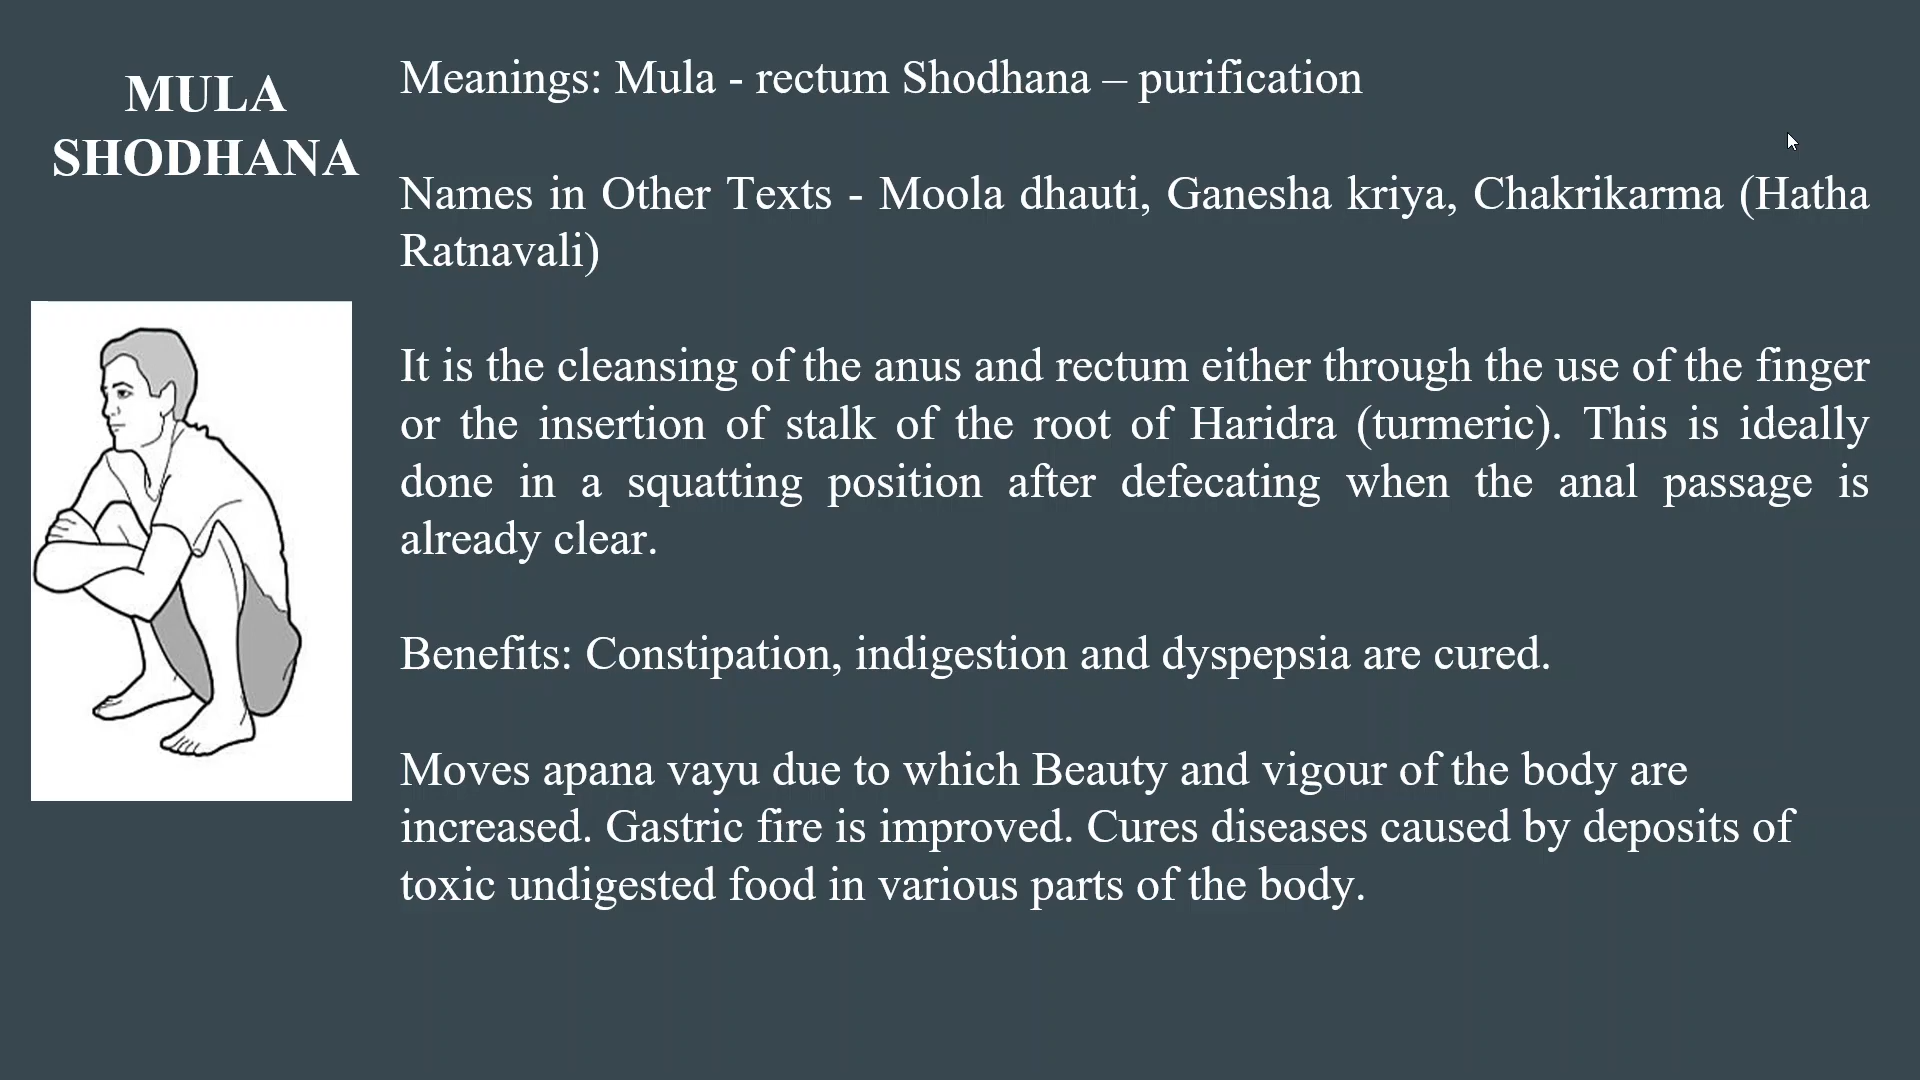 MULA
SHODHANA
Meanings: Mula - rectum Shodhana – purification
Names in Other Texts - Moola dhauti, Ganesha kriya, Chakrikarma (Hatha
Ratnavali)
It is the cleansing of the anus and rectum either through the use of the finger
or the insertion of stalk of the root of Haridra (turmeric). This is ideally
done in a squatting position after defecating when the anal passage is
already clear.
Benefits: Constipation, indigestion and dyspepsia are cured.
Moves apana vayu due to which Beauty and vigour of the body are
increased. Gastric fire is improved. Cures diseases caused by deposits of
toxic undigested food in various parts of the body.